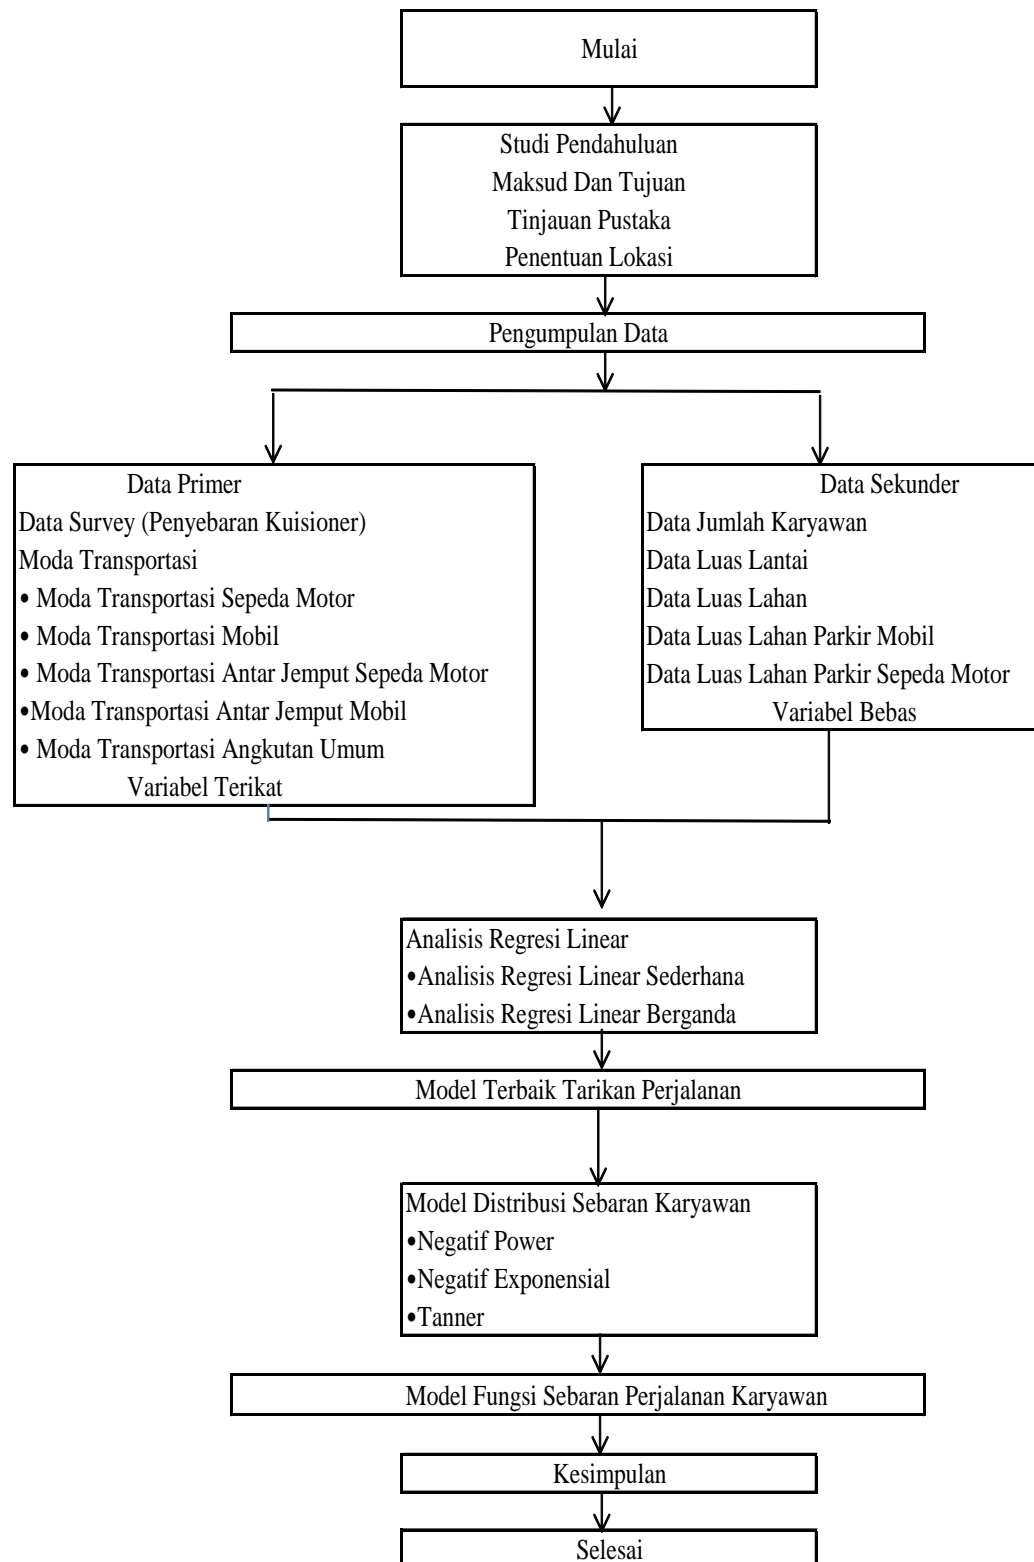 Mulai
Studi Pendahuluan
Maksud Dan Tujuan
Tinjauan Pustaka
Penentuan Lokasi
Pengumpulan Data
Data Primer
Data Survey (Penyebaran Kuisioner)
Moda Transportasi
• Moda Transportasi Sepeda Motor
• Moda Transportasi Mobil
• Moda Transportasi Antar Jemput Sepeda Motor
•Moda Transportasi Antar Jemput Mobil
• Moda Transportasi Angkutan Umum
Variabel Terikat
Data Sekunder
Data Jumlah Karyawan
Data Luas Lantai
Data Luas Lahan
Data Luas Lahan Parkir Mobil
Data Luas Lahan Parkir Sepeda Motor
Variabel Bebas
Analisis Regresi Linear
•Analisis Regresi Linear Sederhana
•Analisis Regresi Linear Berganda
Model Terbaik Tarikan Perjalanan
Model Distribusi Sebaran Karyawan
•Negatif Power
•Negatif Exponensial
•Tanner
Model Fungsi Sebaran Perjalanan Karyawan
Kesimpulan
Selesai